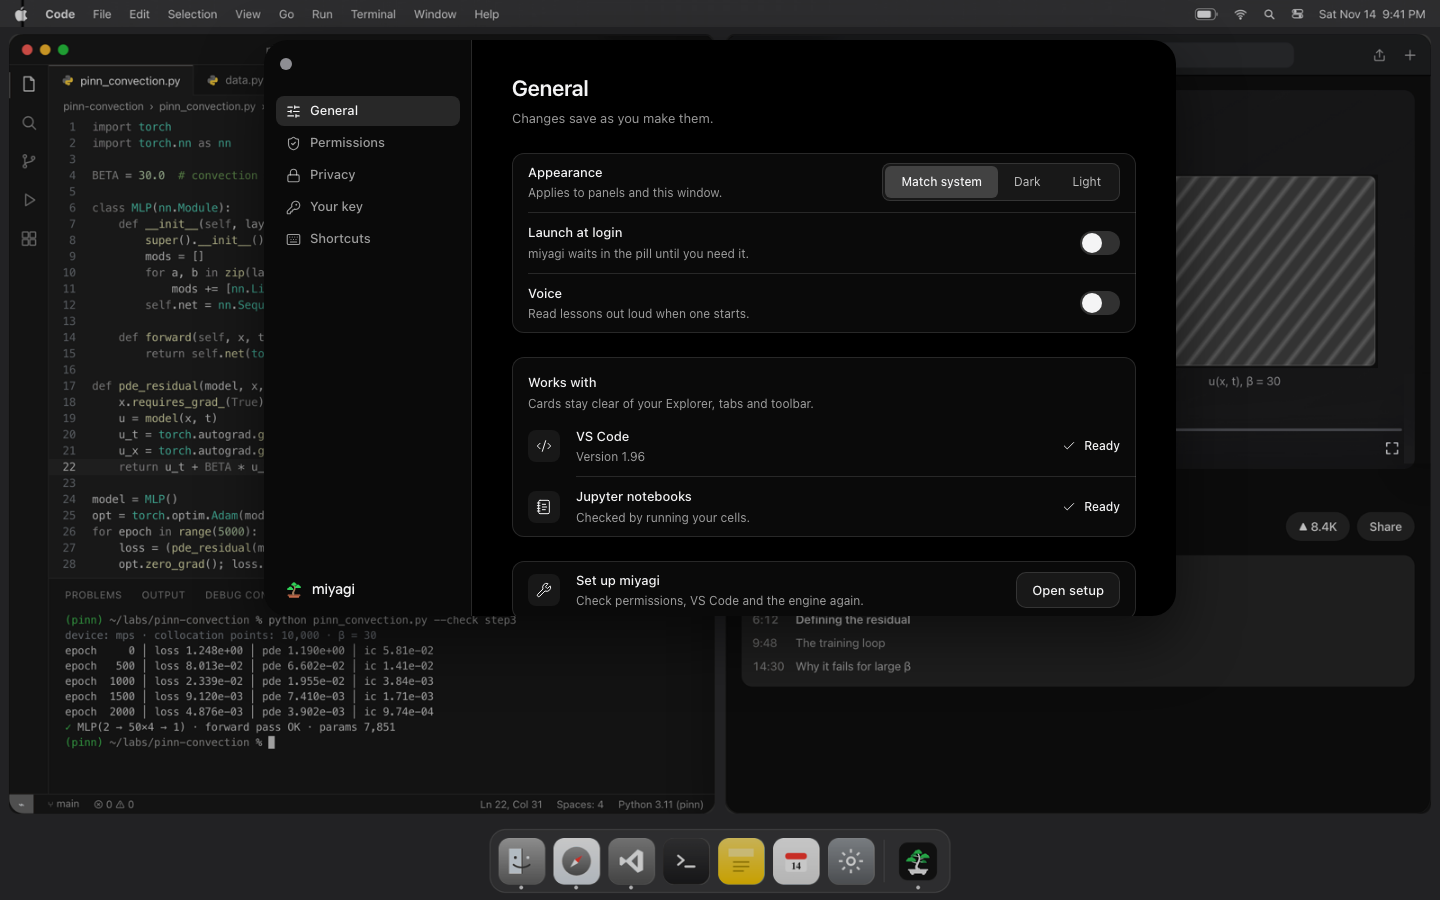 Code File Edit Selection View Go Run Terminal Window Help
Sat Nov 14 9:41 PM
pinn_convection.py
data.py
pinn-convection › pinn_convection.py ›
1 import torch
2 import torch.nn as nn
3
4 BETA = 30.0 # convection
5
6 class MLP(nn.Module):
7 def __init__(self, lay
8 super().__init__()
9 mods = []
10 for a, b in zip(la
11 mods += [nn.Li
12 self.net = nn.Sequ
13
14 def forward(self, x, t
15 return self.net(to
16
17 def pde_residual(model, x,
18 x.requires_grad_(True)
19 u = model(x, t)
20 u_t = torch.autograd.g
21 u_x = torch.autograd.g
22 return u_t + BETA * u_
23
24 model = MLP()
25 opt = torch.optim.Adam(mod
26 for epoch in range(5000):
27 loss = (pde_residual(m
28 opt.zero_grad(); loss.
PROBLEMS OUTPUT DEBUG CON
(pinn) ~/labs/pinn-convection % python pinn_convection.py --check step3
device: mps · collocation points: 10,000 · β = 30
epoch 0 | loss 1.248e+00 | pde 1.190e+00 | ic 5.81e-02
epoch 500 | loss 8.013e-02 | pde 6.602e-02 | ic 1.41e-02
epoch 1000 | loss 2.339e-02 | pde 1.955e-02 | ic 3.84e-03
epoch 1500 | loss 9.120e-03 | pde 7.410e-03 | ic 1.71e-03
epoch 2000 | loss 4.876e-03 | pde 3.902e-03 | ic 9.74e-04
✓ MLP(2 → 50×4 → 1) · forward pass OK · params 7,851
(pinn) ~/labs/pinn-convection %
main 0 0 Ln 22, Col 31 Spaces: 4 Python 3.11 (pinn)
General
Permissions
Privacy
Your key
Shortcuts
miyagi
General
Changes save as you make them.
Appearance
Applies to panels and this window.
Match system Dark Light
Launch at login
miyagi waits in the pill until you need it.
Voice
Read lessons out loud when one starts.
Works with
Cards stay clear of your Explorer, tabs and toolbar.
VS Code
Version 1.96
Ready
Jupyter notebooks
Checked by running your cells.
Ready
Set up miyagi
Check permissions, VS Code and the engine again.
Open setup
u(x, t), β = 30
▲ 8.4K Share
6:12 Defining the residual
9:48 The training loop
14:30 Why it fails for large β
14